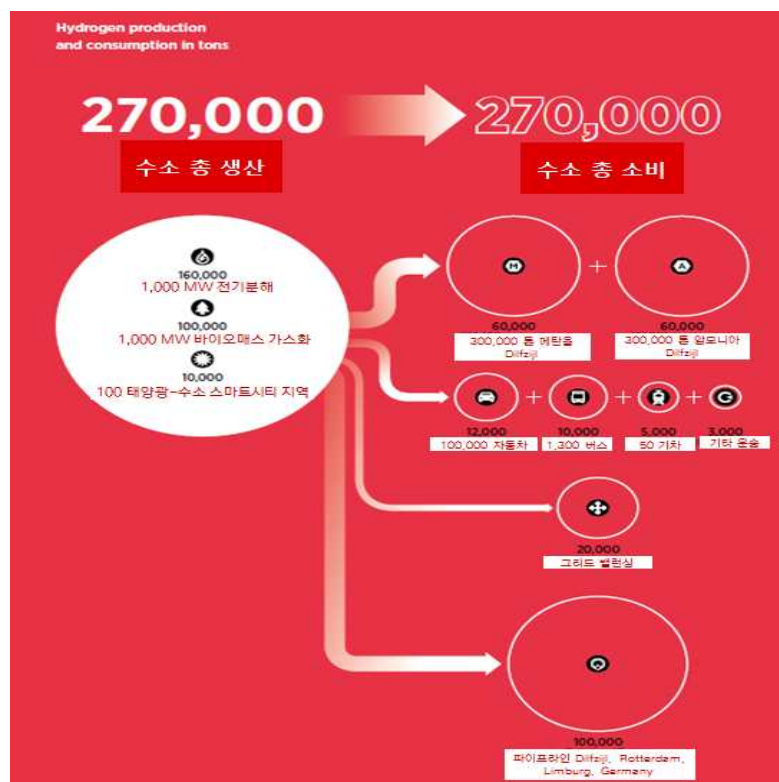 Hydrogen production
and consumption in tons
270,000
270,000
수소 총 생산
수소 총 소비
160,000
1,000 MW 전기분해
100,000
1,000 MW 바이오매스 가스화
10,000
100 태양광-수소 스마트시티 지역
M
A
60,000
300,000 톤 메탄올
Dilfzijl
60,000
300,000 톤 암모니아
Dilfzijl
12,000
100,000 자동차
10,000
1,300 버스
5,000
50 기차
3,000
기타 운송
20,000
그리드 밸런싱
100,000
파이프라인 Dilfzijl, Rotterdam,
Limburg, Germany